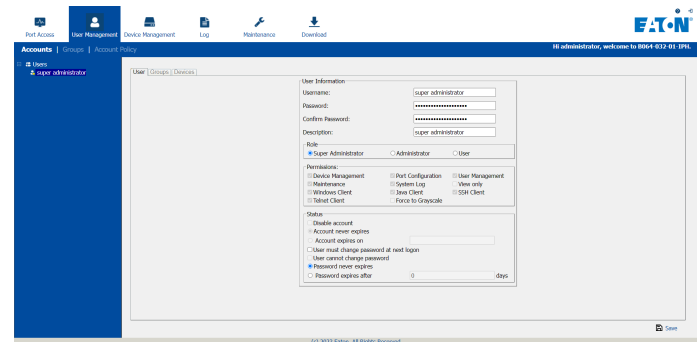 EATON
Port Access User Management Device Management Log Maintenance Download
Accounts | Groups | Account Policy
Hi administrator, welcome to B064-032-01-IPH.
Users
super administrator
User Groups Devices
User Information
Username: super administrator
Password: ••••••••••••••••••••
Confirm Password: ••••••••••••••••••••
Description: super administrator
Role
Super Administrator Administrator User
Permissions:
Device Management Port Configuration User Management
Maintenance System Log View only
Windows Client Java Client SSH Client
Telnet Client Force to Grayscale
Status
Disable account
Account never expires
Account expires on
User must change password at next logon
User cannot change password
Password never expires
Password expires after 0 days
Save
(c) 2023 Eaton. All Rights Reserved.